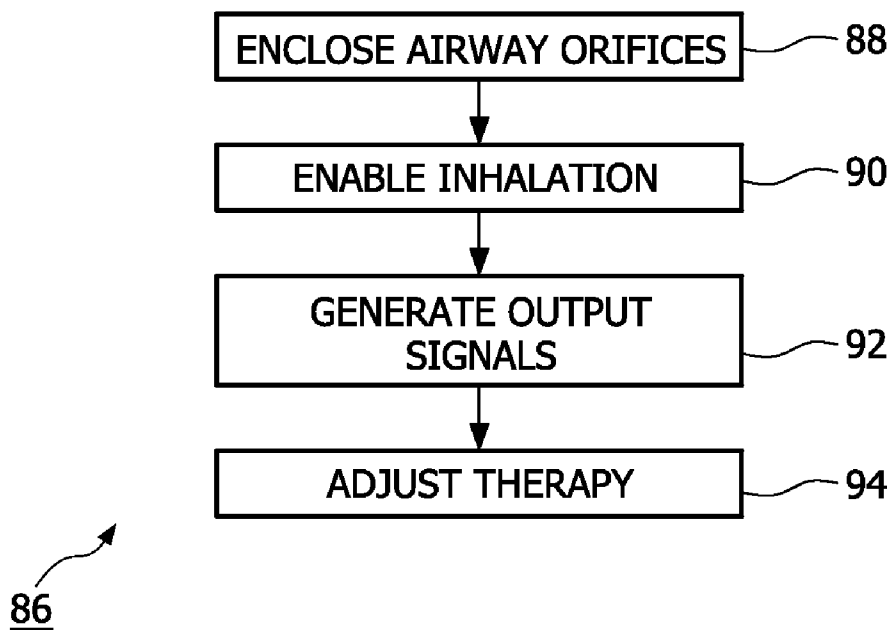 ENCLOSE AIRWAY ORIFICES
88
ENABLE INHALATION
90
GENERATE OUTPUT
SIGNALS
92
ADJUST THERAPY
94
86